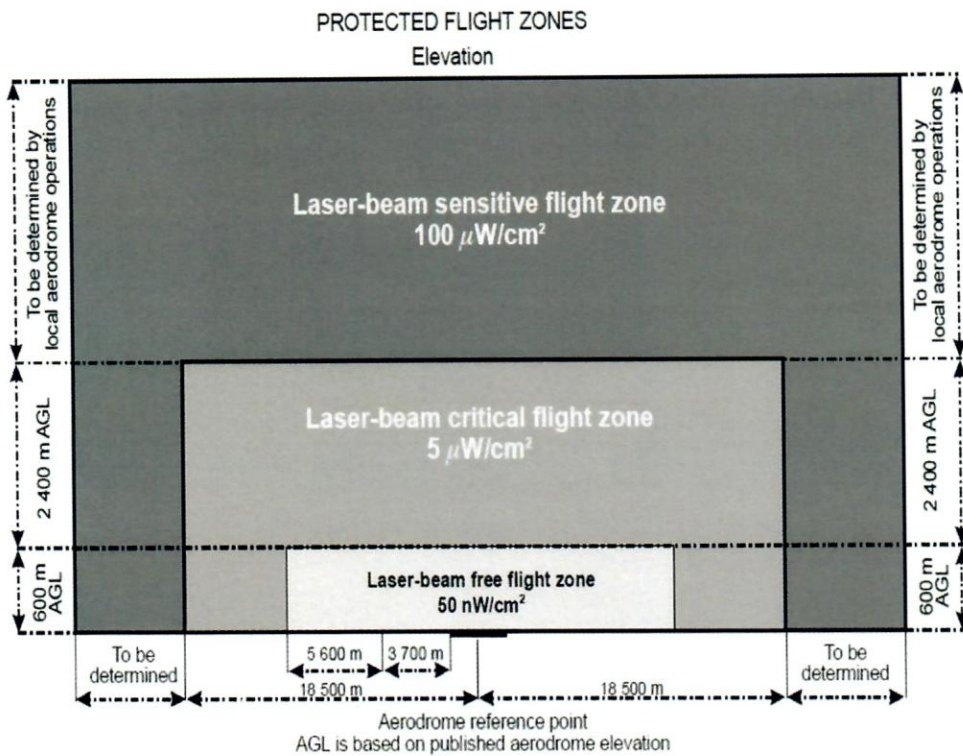 PROTECTED FLIGHT ZONES
Elevation
To be determined by
local aerodrome operations
To be determined by
local aerodrome operations
Laser-beam sensitive flight zone
100 μW/cm²
2 400 m AGL
2 400 m AGL
Laser-beam critical flight zone
5 μW/cm²
600 m
AGL
600 m
AGL
Laser-beam free flight zone
50 nW/cm²
To be
determined
5 600 m
3 700 m
To be
determined
18 500 m
18 500 m
Aerodrome reference point
AGL is based on published aerodrome elevation